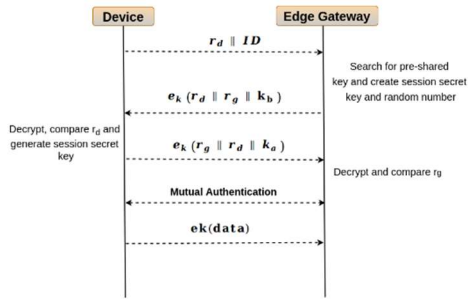 Device
Edge Gateway
r_d ∥ ID
Search for pre-shared
key and create session secret
key and random number
e_k (r_d ∥ r_g ∥ k_b )
Decrypt, compare r_d and
generate session secret
key
e_k (r_g ∥ r_d ∥ k_a )
Decrypt and compare r_g
Mutual Authentication
ek(data)